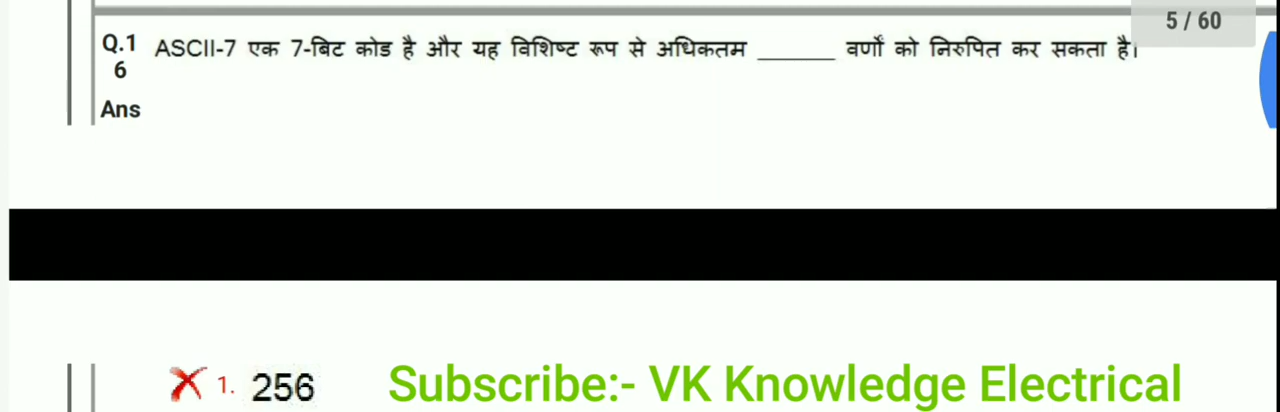 5 / 60
Q.1 ASCII-7 एक 7-बिट कोड है और यह विशिष्ट रूप से अधिकतम ______ वर्णों को निरुपित कर सकता है।
6
Ans
1. 256 Subscribe:- VK Knowledge Electrical